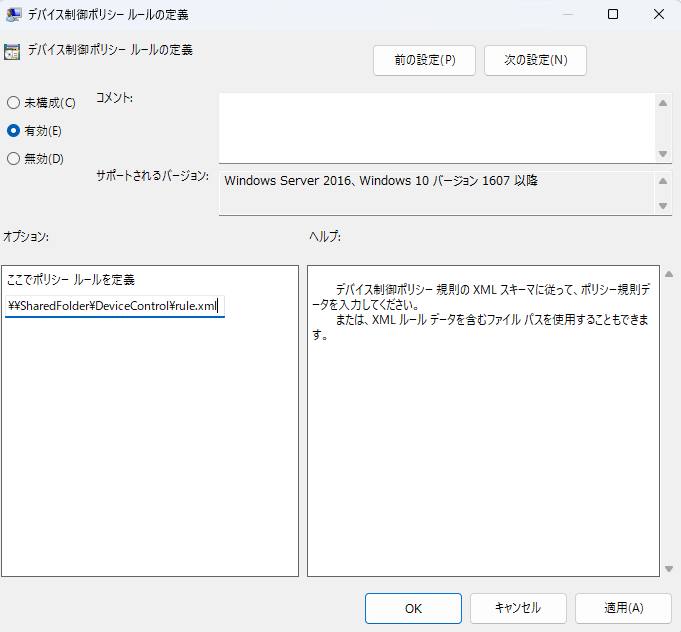 デバイス制御ポリシー ルールの定義
デバイス制御ポリシー ルールの定義
前の設定(P)
次の設定(N)
未構成(C)
有効(E)
無効(D)
コメント:
サポートされるバージョン:
Windows Server 2016、Windows 10 バージョン 1607 以降
オプション:
ヘルプ:
ここでポリシー ルールを定義
¥¥SharedFolder¥DeviceControl¥rule.xml
デバイス制御ポリシー 規則の XML スキーマに従って、ポリシー規則デ
ータを入力してください。
または、XML ルール データを含むファイル パスを使用することもできま
す。
OK
キャンセル
適用(A)